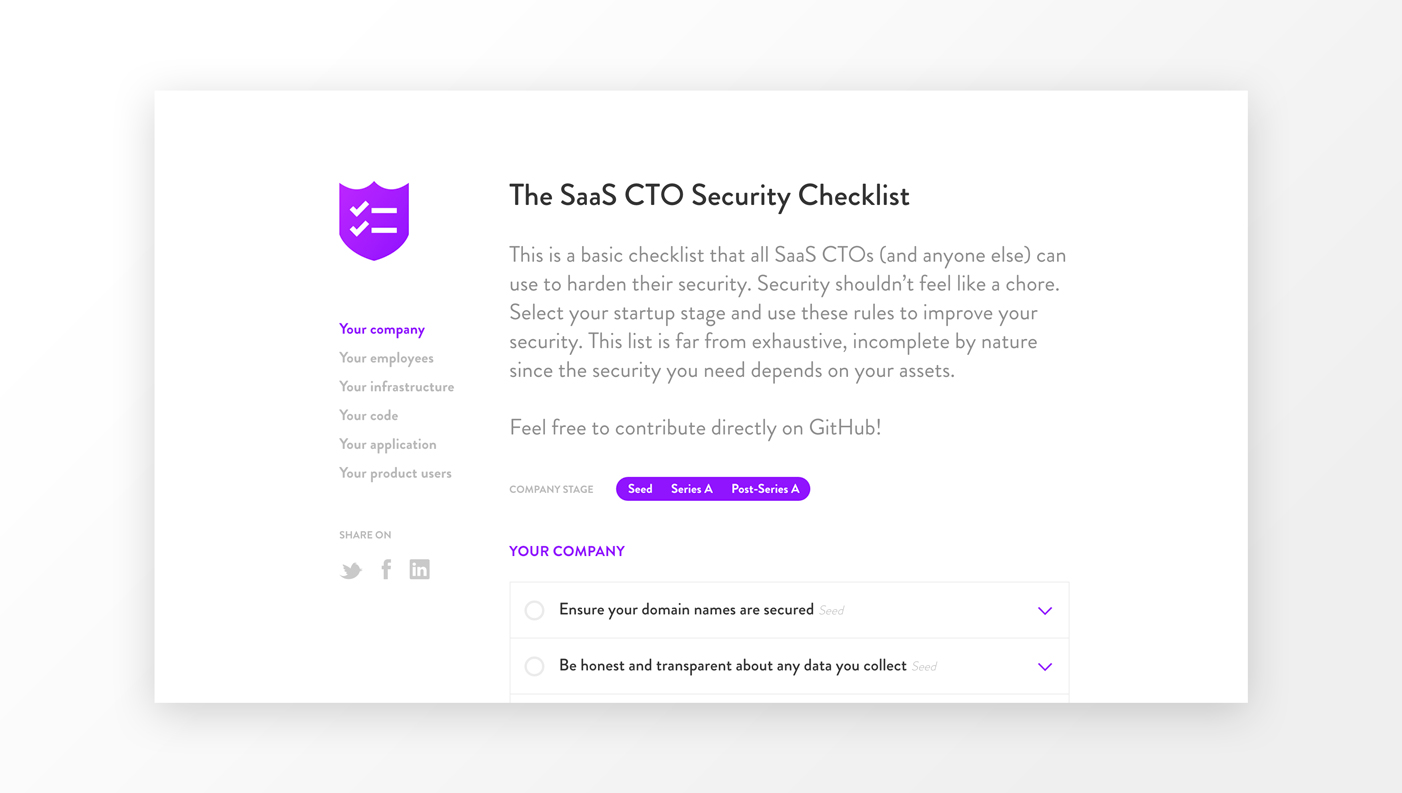 The SaaS CTO Security Checklist
This is a basic checklist that all SaaS CTOs (and anyone else) can
use to harden their security. Security shouldn’t feel like a chore.
Select your startup stage and use these rules to improve your
security. This list is far from exhaustive, incomplete by nature
since the security you need depends on your assets.
Feel free to contribute directly on GitHub!
Your company
Your employees
Your infrastructure
Your code
Your application
Your product users
SHARE ON
COMPANY STAGE Seed Series A Post-Series A
YOUR COMPANY
Ensure your domain names are secured Seed
Be honest and transparent about any data you collect Seed